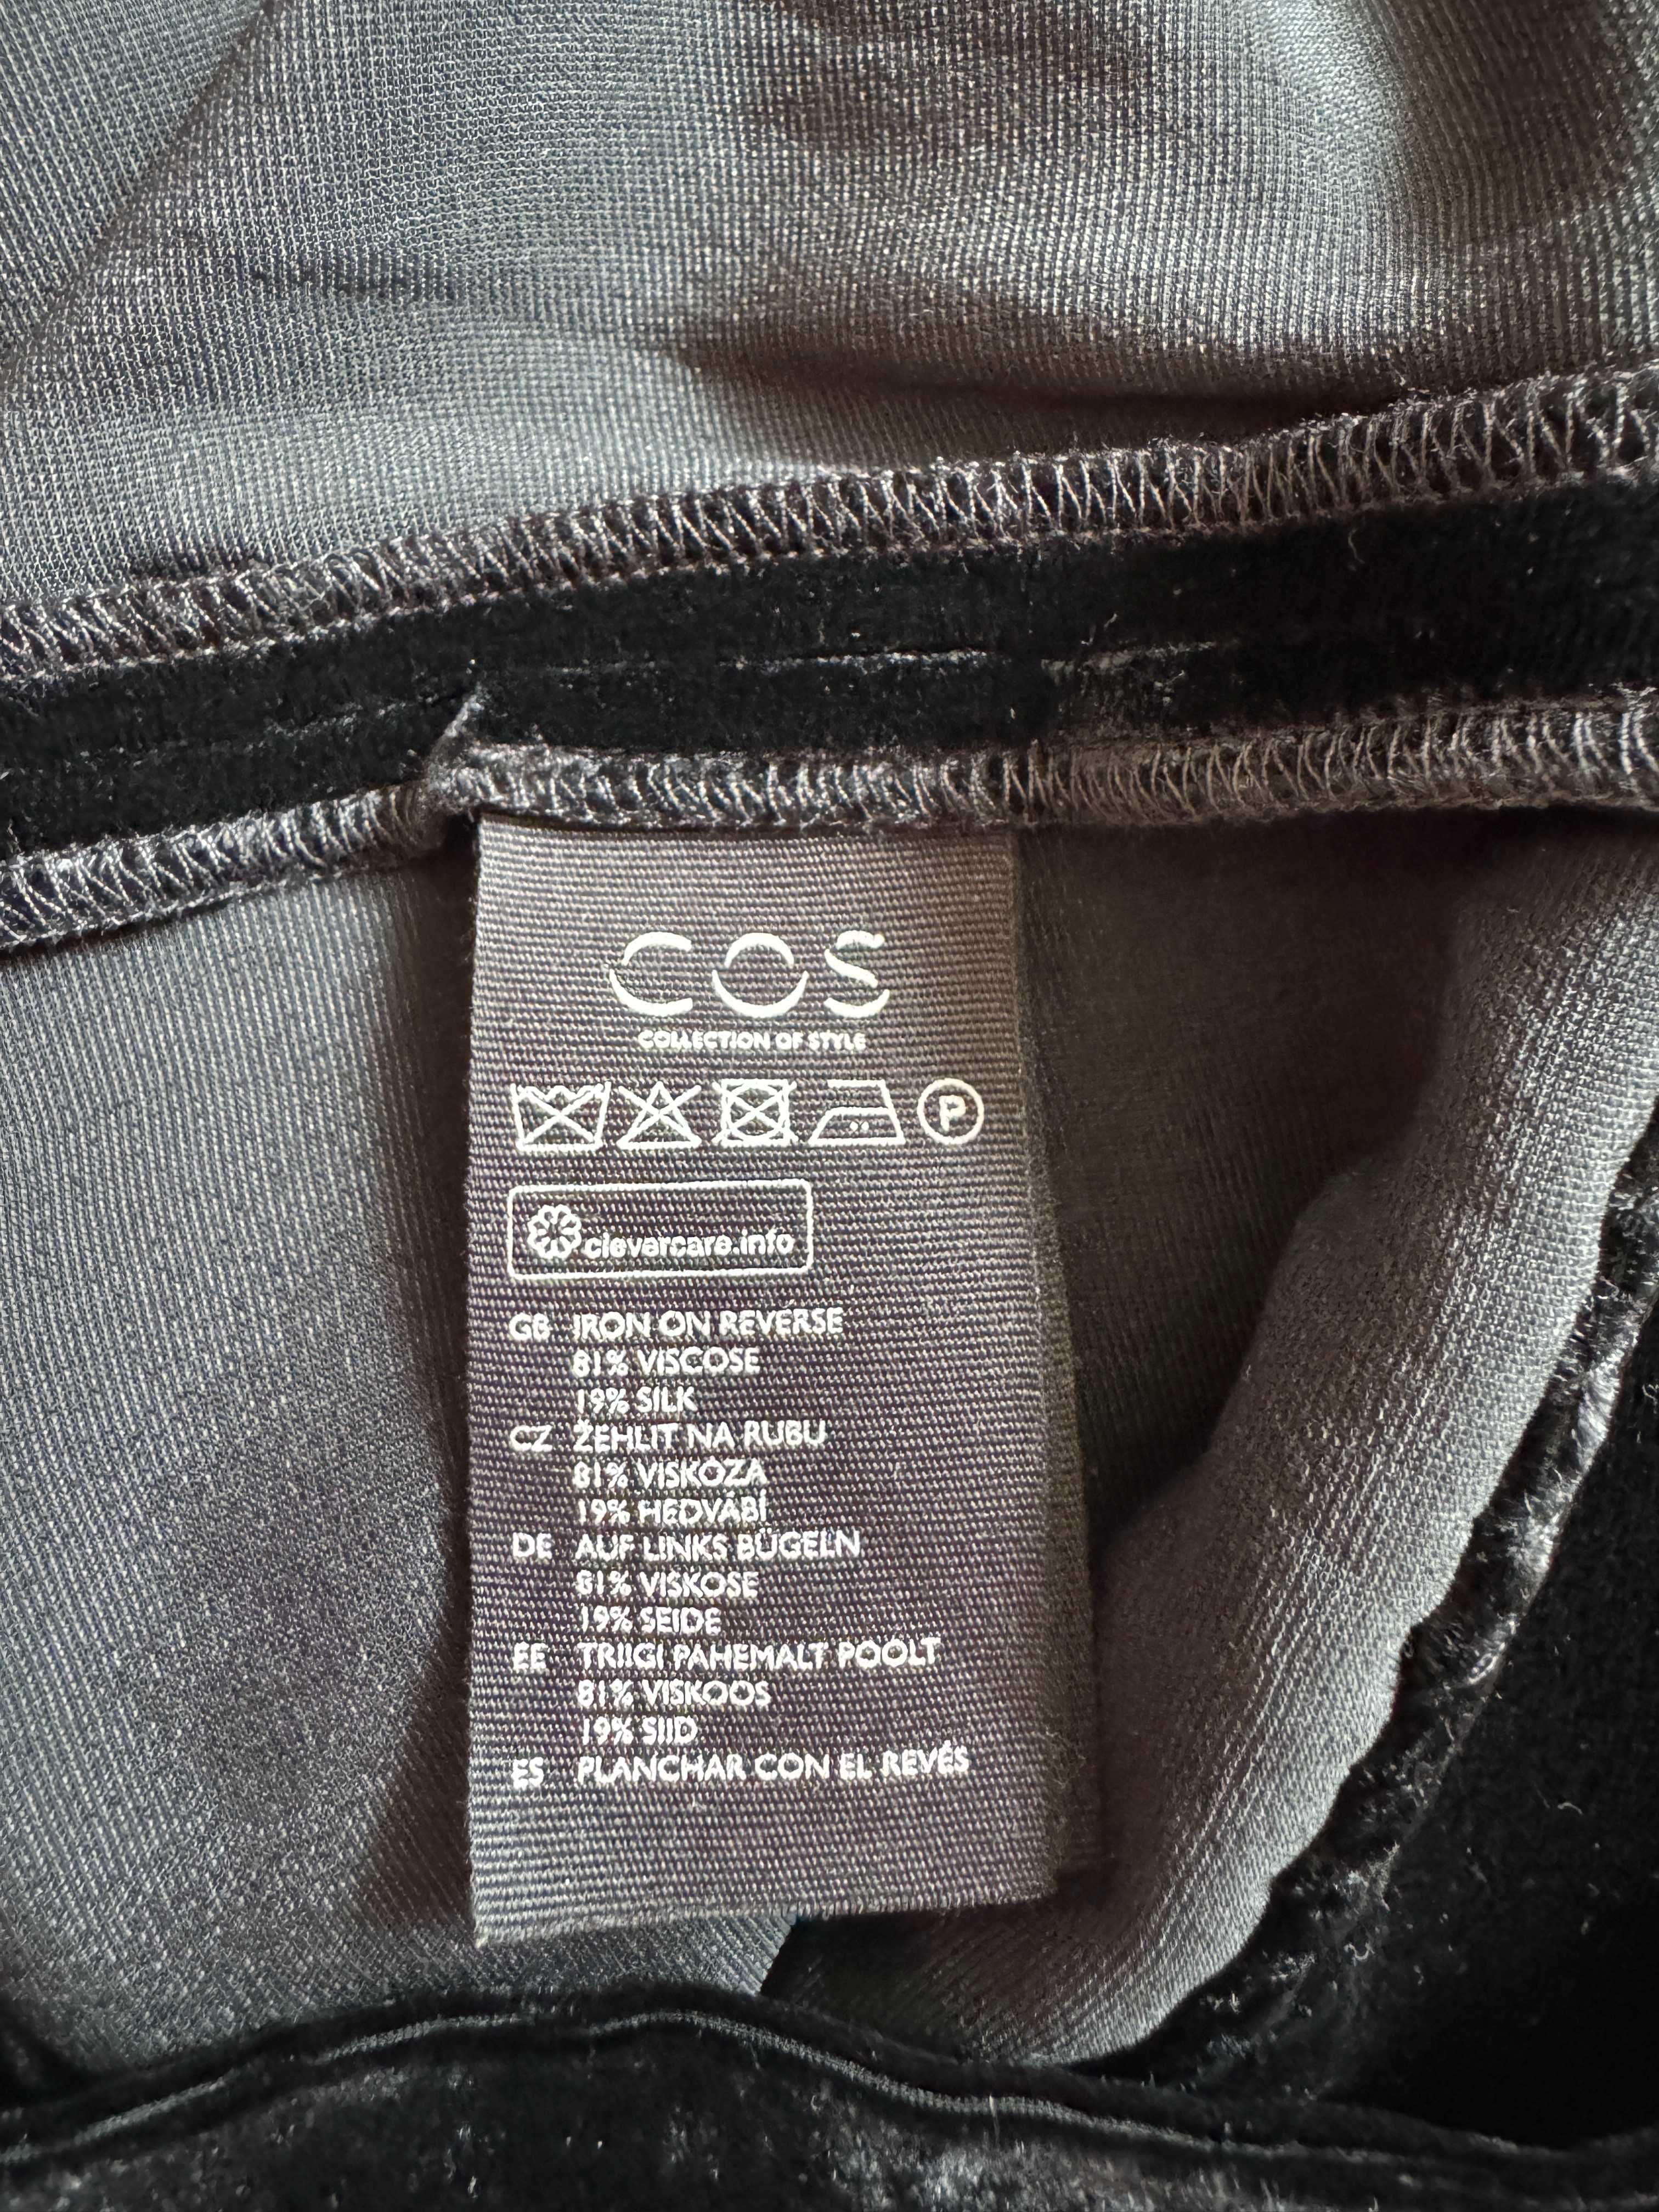 COS
COLLECTION OF STYLE
P
clevercare.info
GB IRON ON REVERSE
81% VISCOSE
19% SILK
CZ ŽEHLIT NA RUBU
81% VISKÓZA
19% HEDVÁBÍ
DE AUF LINKS BÜGELN
81% VISKOSE
19% SEIDE
EE TRIIGI PAHEMALT POOLT
81% VISKOOS
19% SIID
ES PLANCHAR CON EL REVÉS